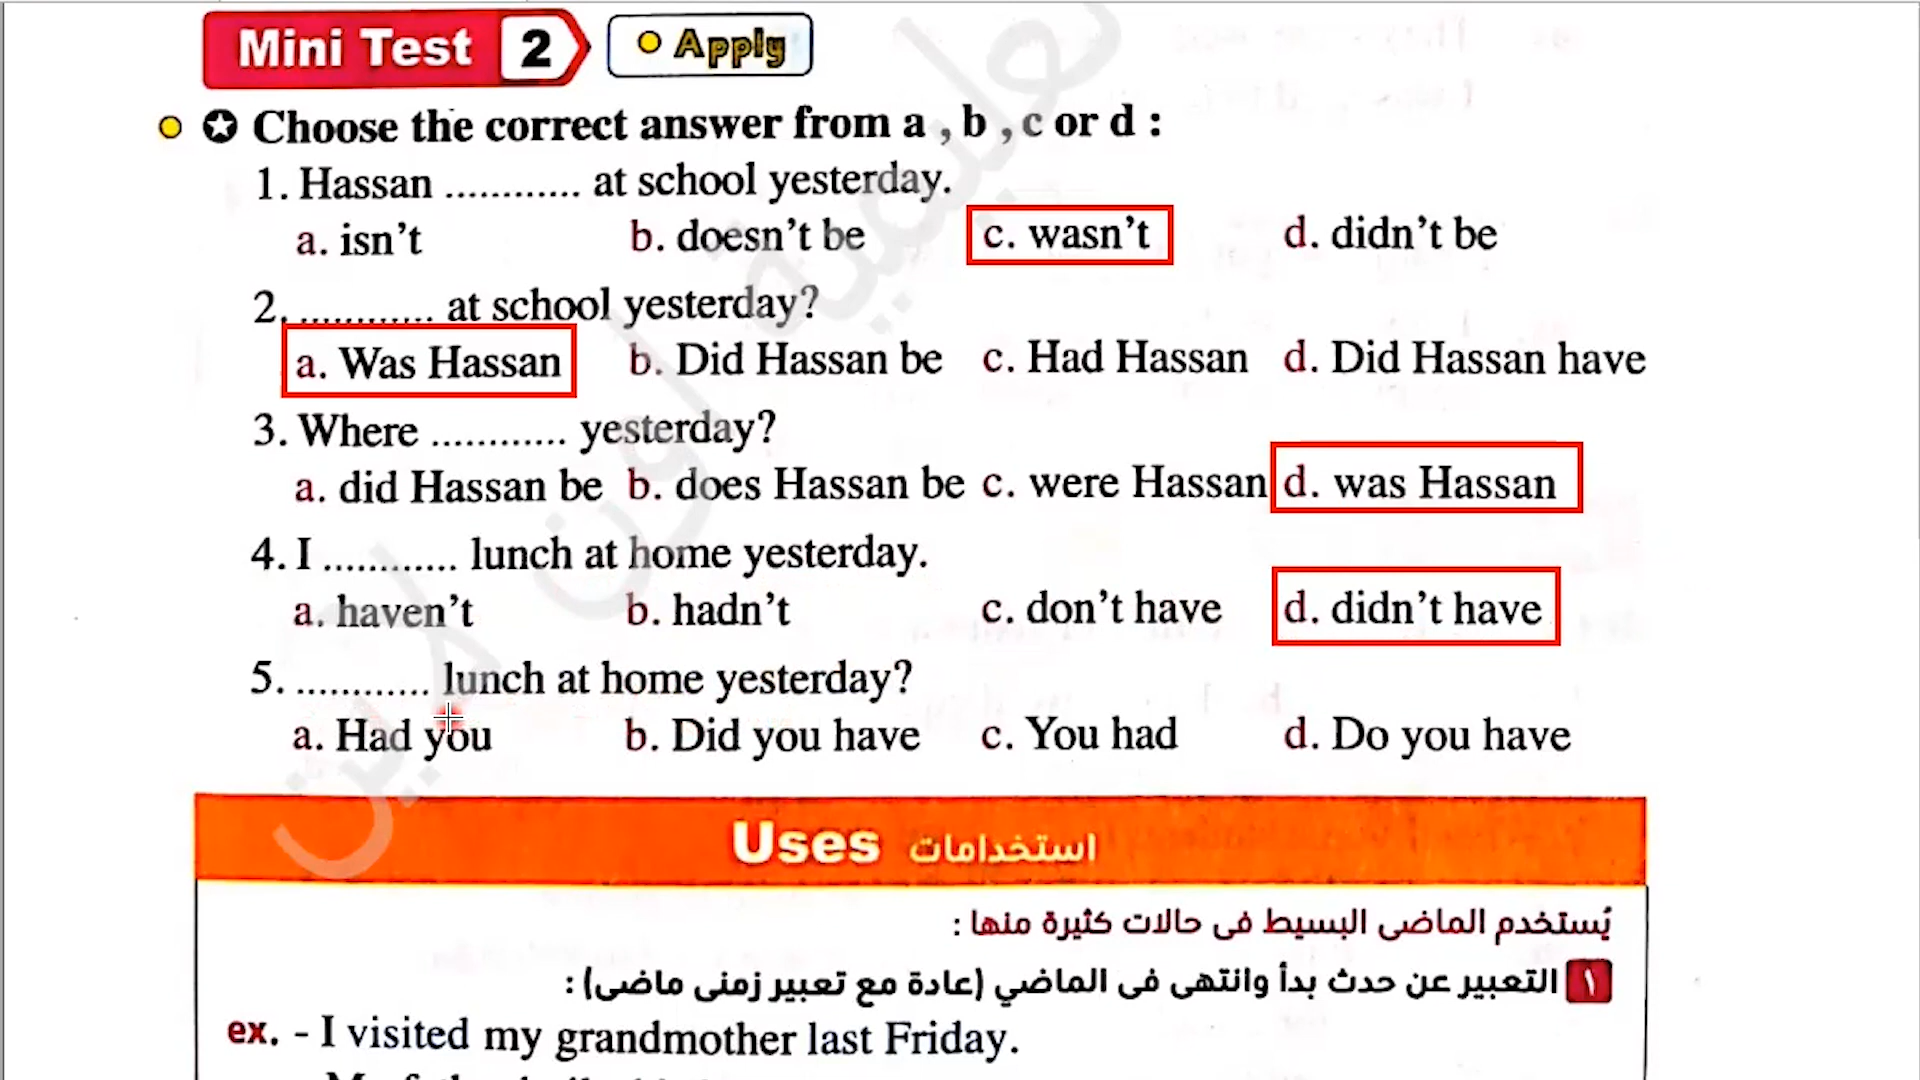 Mini Test 2 Apply
Choose the correct answer from a , b , c or d :
1. Hassan ............ at school yesterday.
a. isn't b. doesn't be c. wasn't d. didn't be
2. ............ at school yesterday?
a. Was Hassan b. Did Hassan be c. Had Hassan d. Did Hassan have
3. Where ............ yesterday?
a. did Hassan be b. does Hassan be c. were Hassan d. was Hassan
4. I ............ lunch at home yesterday.
a. haven't b. hadn't c. don't have d. didn't have
5. ............ lunch at home yesterday?
a. Had you b. Did you have c. You had d. Do you have
Uses استخدامات
يُستخدم الماضى البسيط فى حالات كثيرة منها :
١ التعبير عن حدث بدأ وانتهى فى الماضي (عادة مع تعبير زمنى ماضى) :
ex. - I visited my grandmother last Friday.